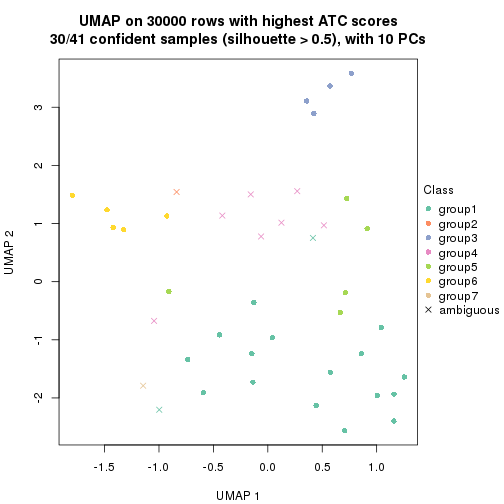 UMAP on 30000 rows with highest ATC scores
30/41 confident samples (silhouette > 0.5), with 10 PCs
3
2
1
0
-1
-2
UMAP 2
-1.5
-1.0
-0.5
0.0
0.5
1.0
UMAP 1
Class
group1
group2
group3
group4
group5
group6
group7
ambiguous